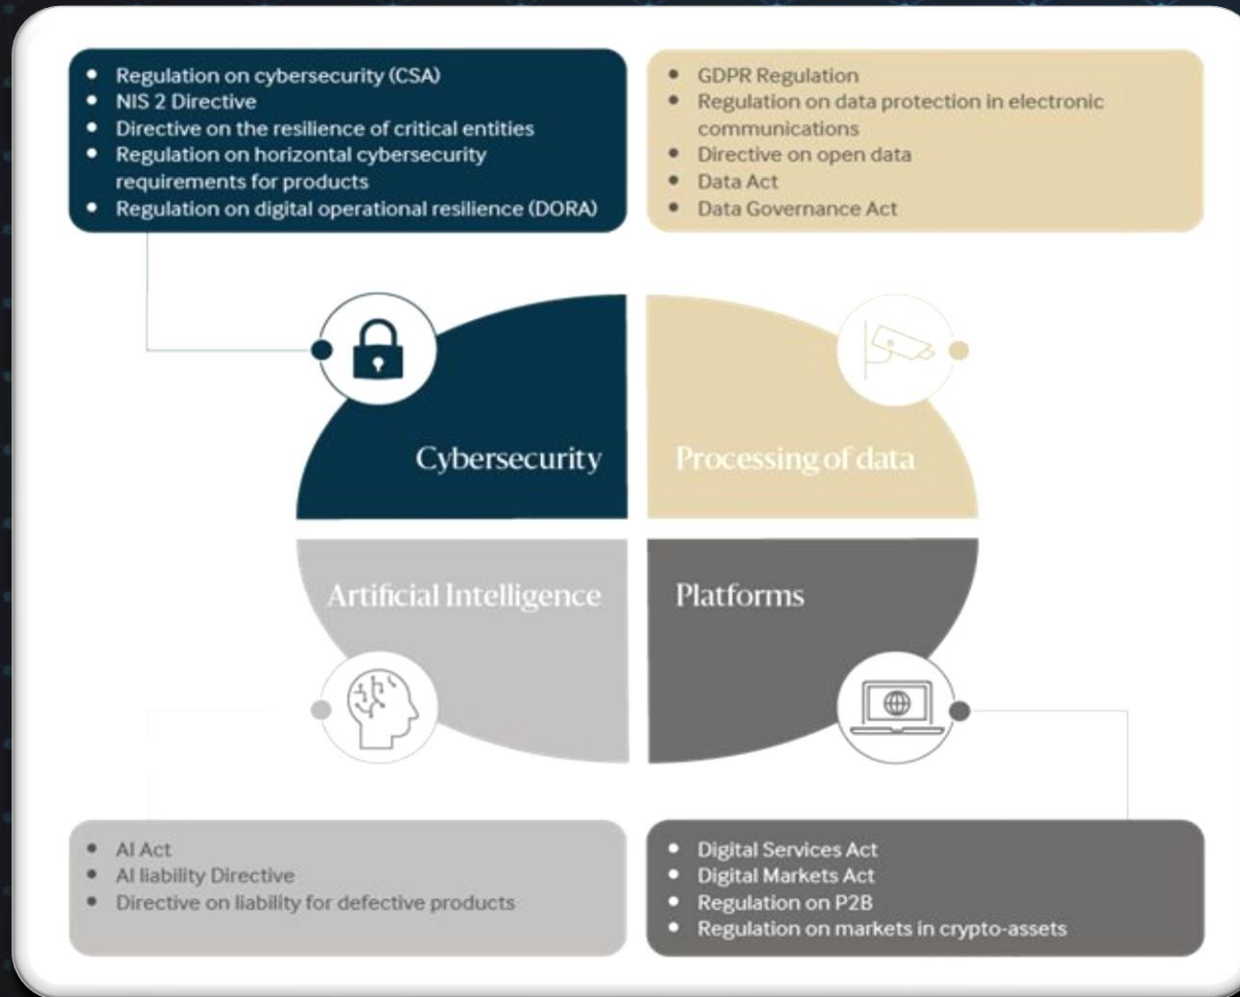 Regulation on cybersecurity (CSA)
NIS 2 Directive
Directive on the resilience of critical entities
Regulation on horizontal cybersecurity
requirements for products
Regulation on digital operational resilience (DORA)
GDPR Regulation
Regulation on data protection in electronic
communications
Directive on open data
Data Act
Data Governance Act
Cybersecurity
Processing of data
Artificial Intelligence
Platforms
AI Act
AI liability Directive
Directive on liability for defective products
Digital Services Act
Digital Markets Act
Regulation on P2B
Regulation on markets in crypto-assets